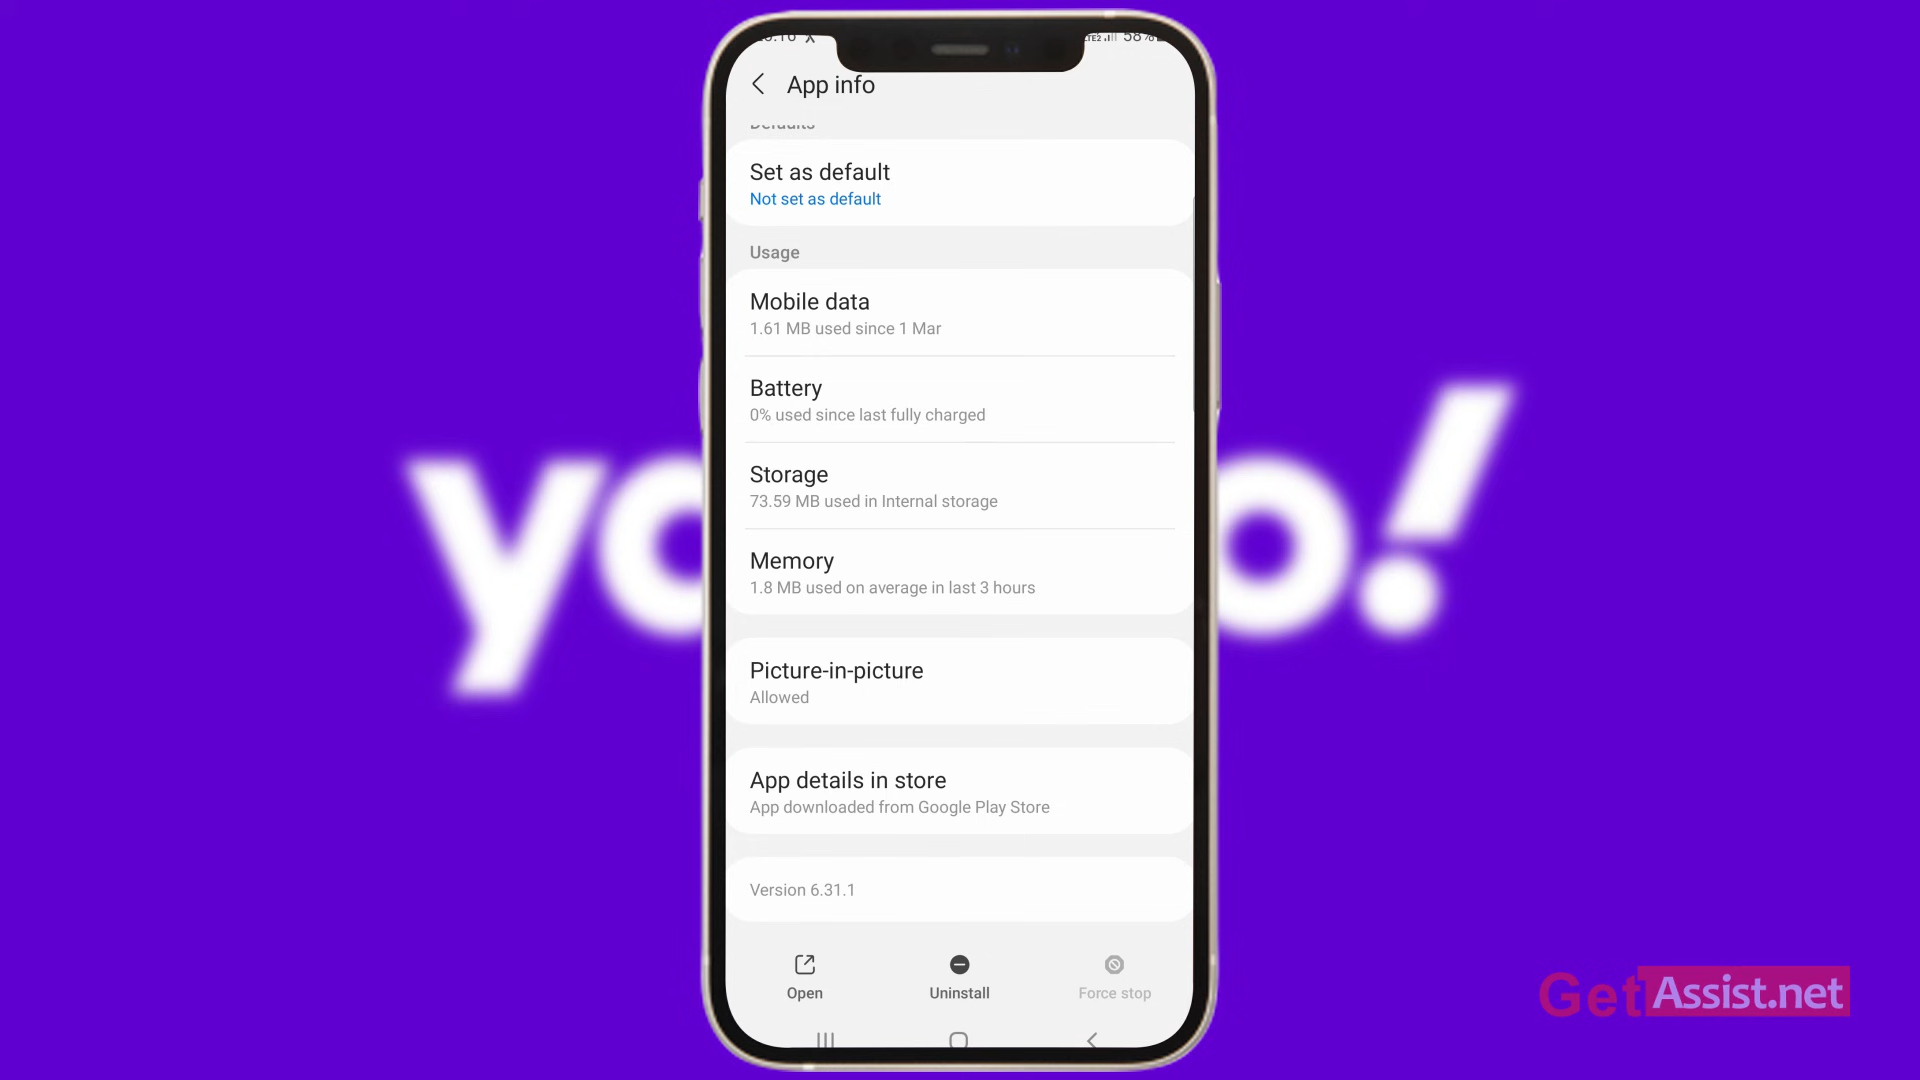 58%
App info
Defaults
Set as default
Not set as default
Usage
Mobile data
1.61 MB used since 1 Mar
Battery
0% used since last fully charged
Storage
73.59 MB used in Internal storage
Memory
1.8 MB used on average in last 3 hours
Picture-in-picture
Allowed
App details in store
App downloaded from Google Play Store
Version 6.31.1
Open Uninstall Force stop
yo o!
GetAssist.net